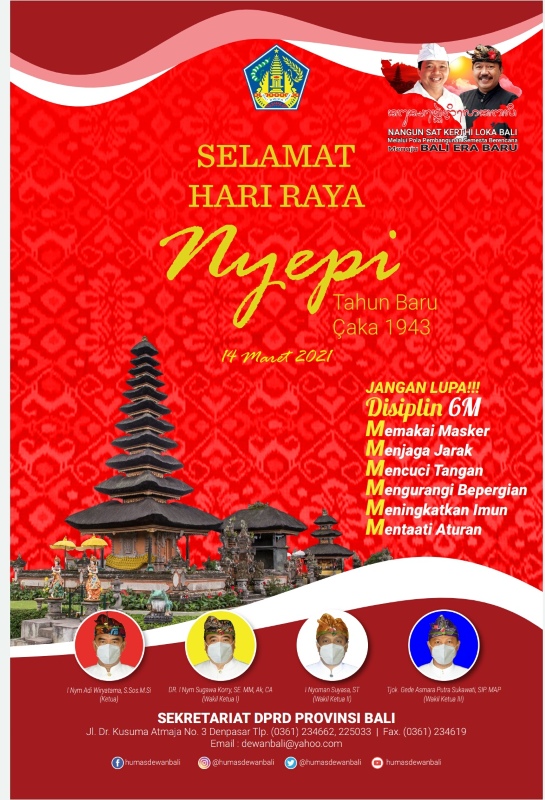 NANGUN SAT KERTHI LOKA BALI
Melalui Pola Pembangunan Semesta Berencana
Menuju BALI ERA BARU
SELAMAT
HARI RAYA
Nyepi
Tahun Baru
Çaka 1943
14 Maret 2021
JANGAN LUPA!!!
Disiplin 6M
Memakai Masker
Menjaga Jarak
Mencuci Tangan
Mengurangi Bepergian
Meningkatkan Imun
Mentaati Aturan
I Nym Adi Wiryatama, S.Sos.M.Si
(Ketua)
DR. I Nym Sugawa Korry, SE. MM, Ak, CA
(Wakil Ketua I)
I Nyoman Suyasa, ST
(Wakil Ketua II)
Tjok Gede Asmara Putra Sukawati, SIP. MAP
(Wakil Ketua III)
SEKRETARIAT DPRD PROVINSI BALI
Jl. Dr. Kusuma Atmaja No. 3 Denpasar Tlp. (0361) 234662, 225033 | Fax. (0361) 234619
Email : dewanbali@yahoo.com
humasdewanbali @humasdewanbali @humasdewanbali humasdewanbali